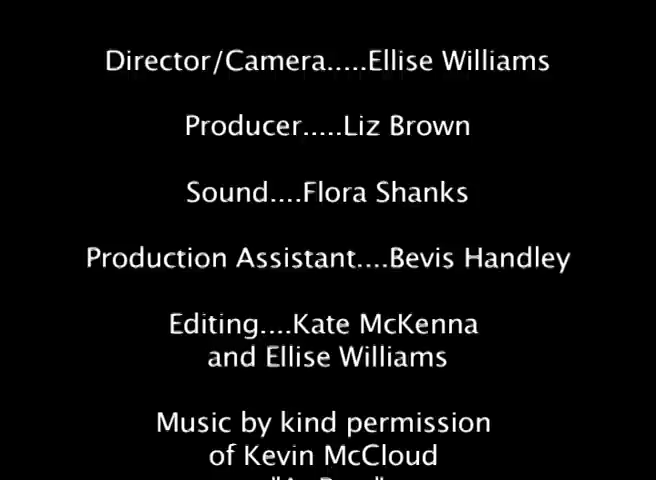 Director/Camera.....Ellise Williams
Producer.....Liz Brown
Sound....Flora Shanks
Production Assistant....Bevis Handley
Editing....Kate McKenna
and Ellise Williams
Music by kind permission
of Kevin McCloud